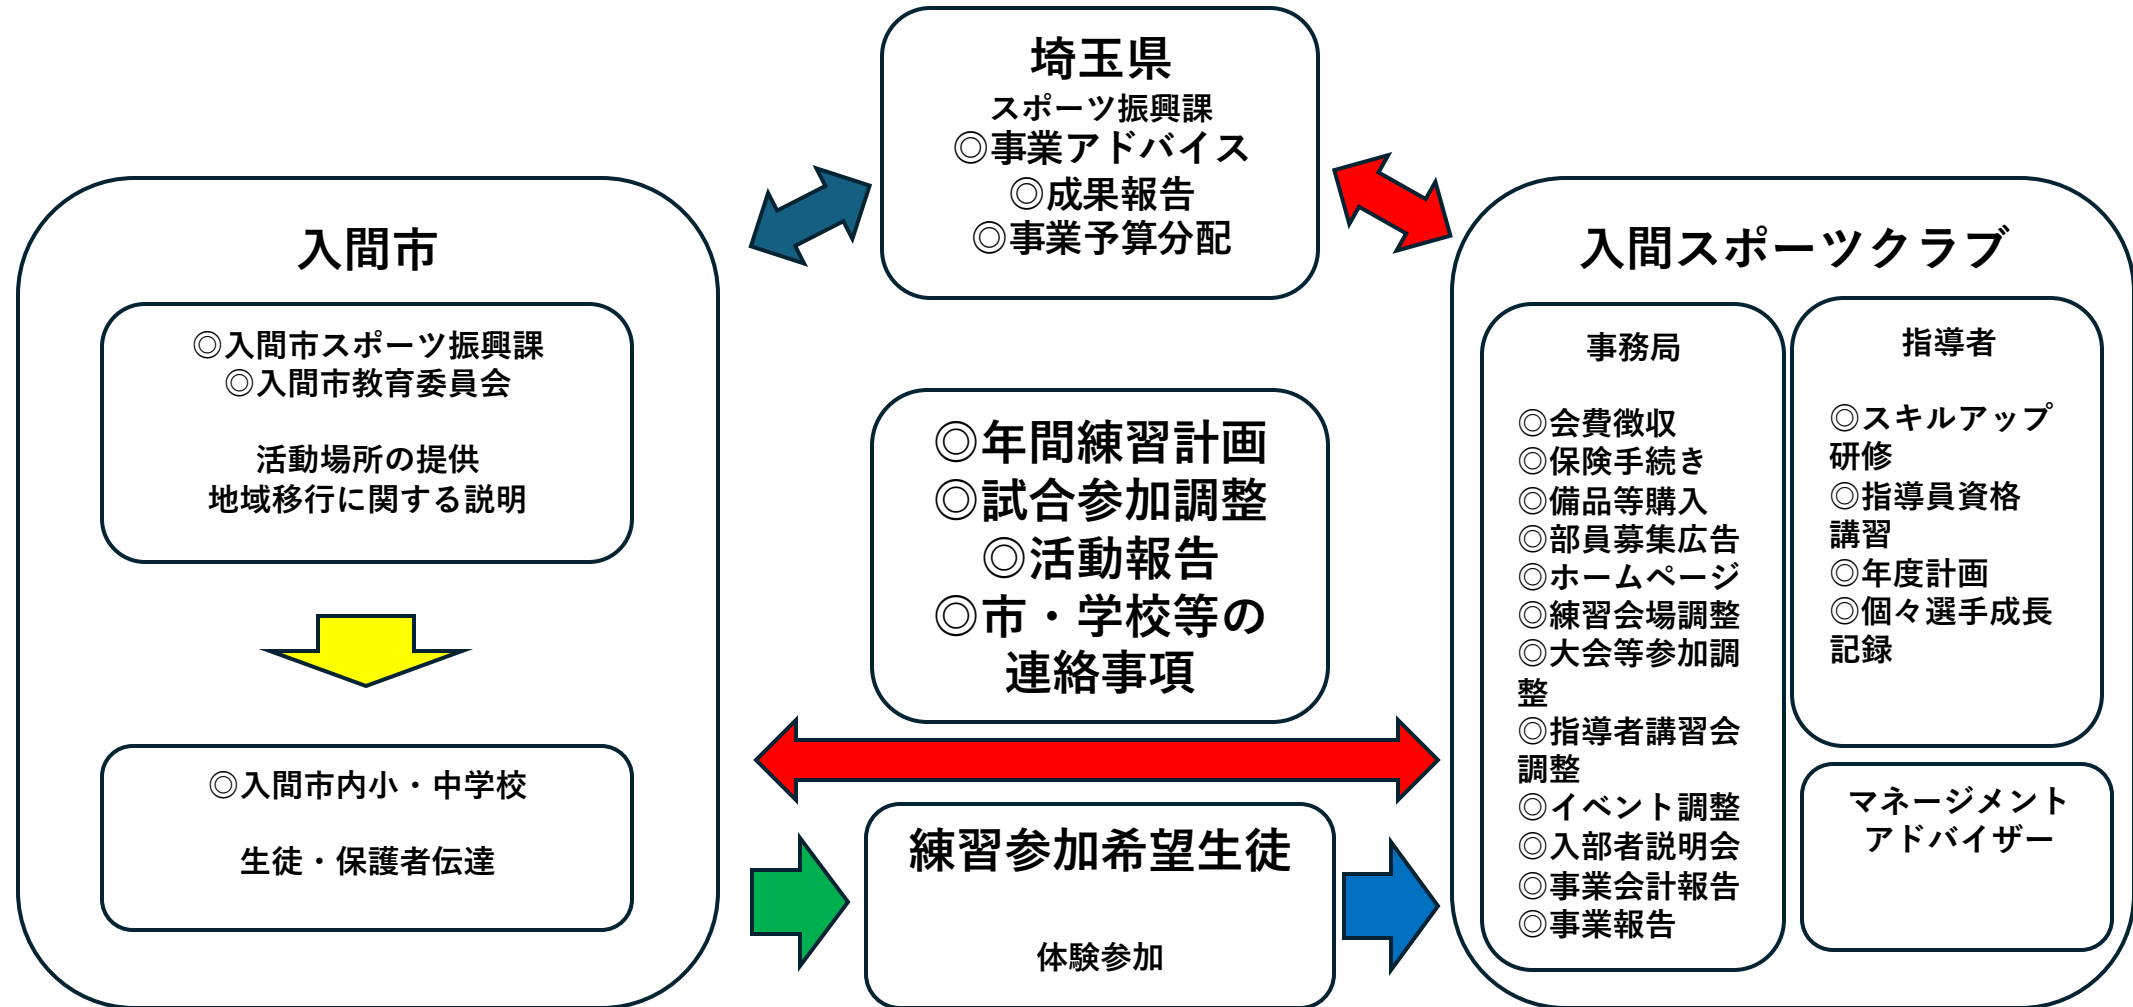 埼玉県
スポーツ振興課
◎事業アドバイス
◎成果報告
◎事業予算分配
入間市
◎入間市スポーツ振興課
◎入間市教育委員会
活動場所の提供
地域移行に関する説明
◎入間市内小・中学校
生徒・保護者伝達
◎年間練習計画
◎試合参加調整
◎活動報告
◎市・学校等の
連絡事項
練習参加希望生徒
体験参加
入間スポーツクラブ
事務局
◎会費徴収
◎保険手続き
◎備品等購入
◎部員募集広告
◎ホームページ
◎練習会場調整
◎大会等参加調
整
◎指導者講習会
調整
◎イベント調整
◎入部者説明会
◎事業会計報告
◎事業報告
指導者
◎スキルアップ
研修
◎指導員資格
講習
◎年度計画
◎個々選手成長
記録
マネージメント
アドバイザー